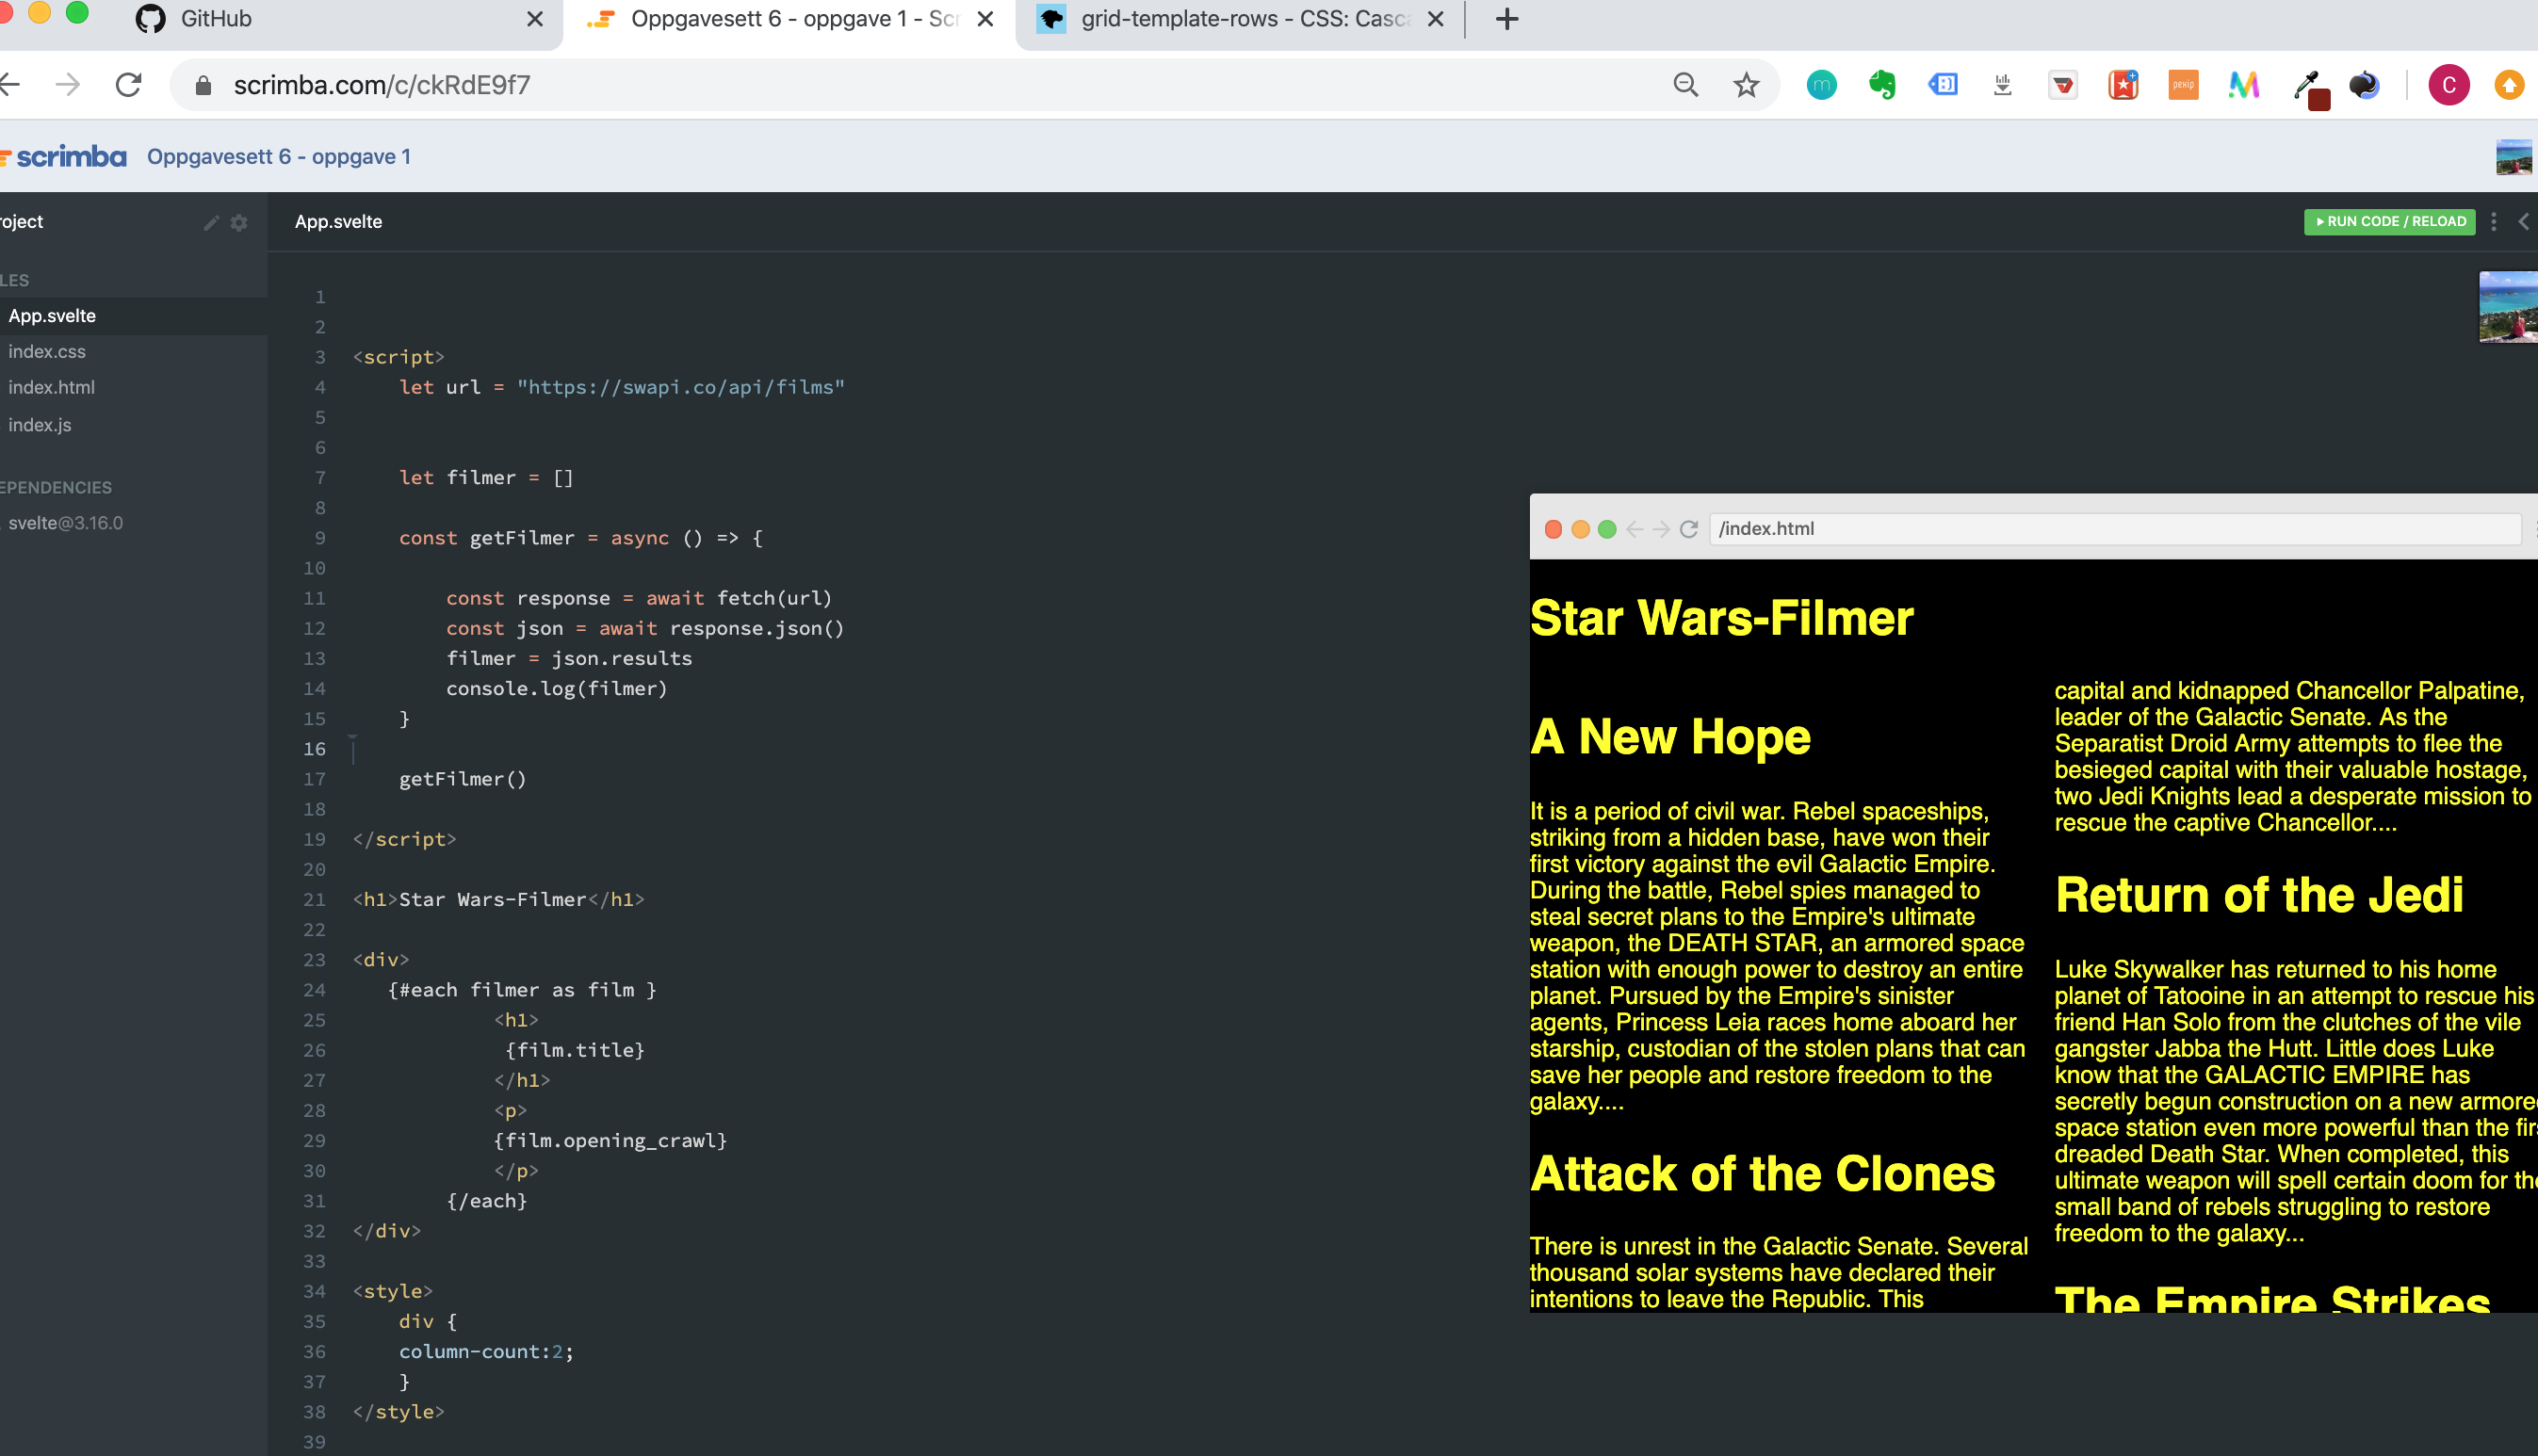 GitHub
Oppgavesett 6 - oppgave 1 - Scr
grid-template-rows - CSS: Casca
scrimba.com/c/ckRdE9f7
pexip
C
scrimba Oppgavesett 6 - oppgave 1
roject
App.svelte
RUN CODE / RELOAD
LES
App.svelte
index.css
index.html
index.js
EPENDENCIES
svelte@3.16.0
1
2
3 <script>
4 let url = "https://swapi.co/api/films"
5
6
7 let filmer = []
8
9 const getFilmer = async () => {
10
11 const response = await fetch(url)
12 const json = await response.json()
13 filmer = json.results
14 console.log(filmer)
15 }
16
17 getFilmer()
18
19 </script>
20
21 <h1>Star Wars-Filmer</h1>
22
23 <div>
24 {#each filmer as film }
25 <h1>
26 {film.title}
27 </h1>
28 <p>
29 {film.opening_crawl}
30 </p>
31 {/each}
32 </div>
33
34 <style>
35 div {
36 column-count:2;
37 }
38 </style>
39
/index.html
Star Wars-Filmer
A New Hope
It is a period of civil war. Rebel spaceships,
striking from a hidden base, have won their
first victory against the evil Galactic Empire.
During the battle, Rebel spies managed to
steal secret plans to the Empire's ultimate
weapon, the DEATH STAR, an armored space
station with enough power to destroy an entire
planet. Pursued by the Empire's sinister
agents, Princess Leia races home aboard her
starship, custodian of the stolen plans that can
save her people and restore freedom to the
galaxy....
Attack of the Clones
There is unrest in the Galactic Senate. Several
thousand solar systems have declared their
intentions to leave the Republic. This
capital and kidnapped Chancellor Palpatine,
leader of the Galactic Senate. As the
Separatist Droid Army attempts to flee the
besieged capital with their valuable hostage,
two Jedi Knights lead a desperate mission to
rescue the captive Chancellor....
Return of the Jedi
Luke Skywalker has returned to his home
planet of Tatooine in an attempt to rescue his
friend Han Solo from the clutches of the vile
gangster Jabba the Hutt. Little does Luke
know that the GALACTIC EMPIRE has
secretly begun construction on a new armore
space station even more powerful than the fir
dreaded Death Star. When completed, this
ultimate weapon will spell certain doom for the
small band of rebels struggling to restore
freedom to the galaxy...
The Empire Strikes